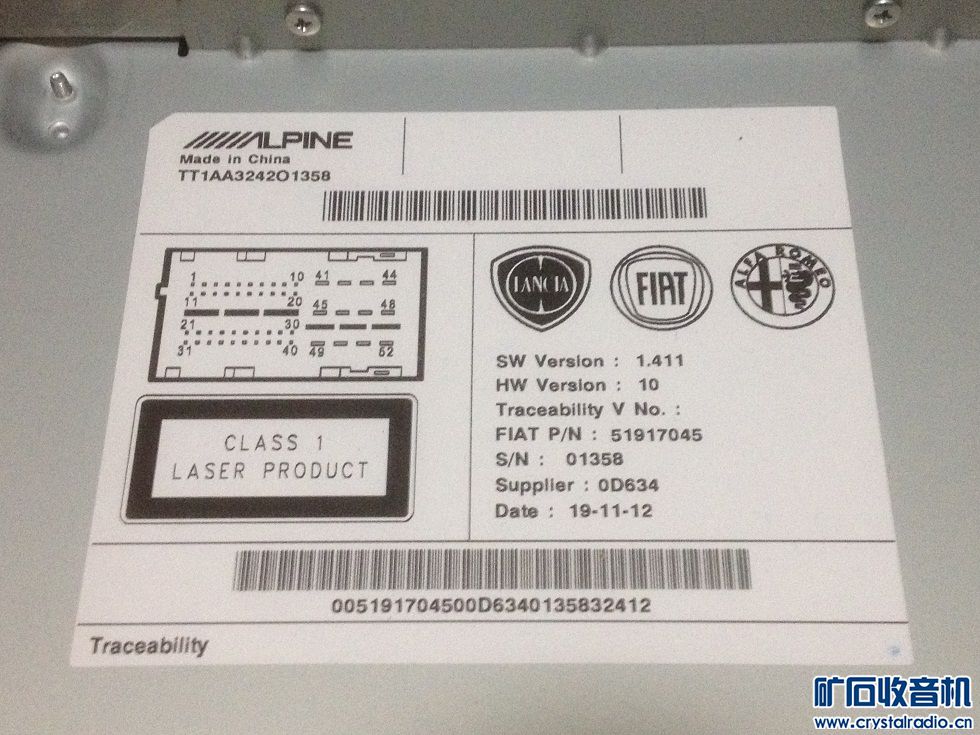 ALPINE
Made in China
TT1AA3242O1358
1 10 41 44
11 20 45 48
21 30
31 40 49 52
LANCIA
FIAT
ALFA ROMEO
CLASS 1
LASER PRODUCT
SW Version : 1.411
HW Version : 10
Traceability V No. :
FIAT P/N : 51917045
S/N : 01358
Supplier : 0D634
Date : 19-11-12
005191704500D6340135832412
Traceability
矿石收音机
www.crystalradio.cn